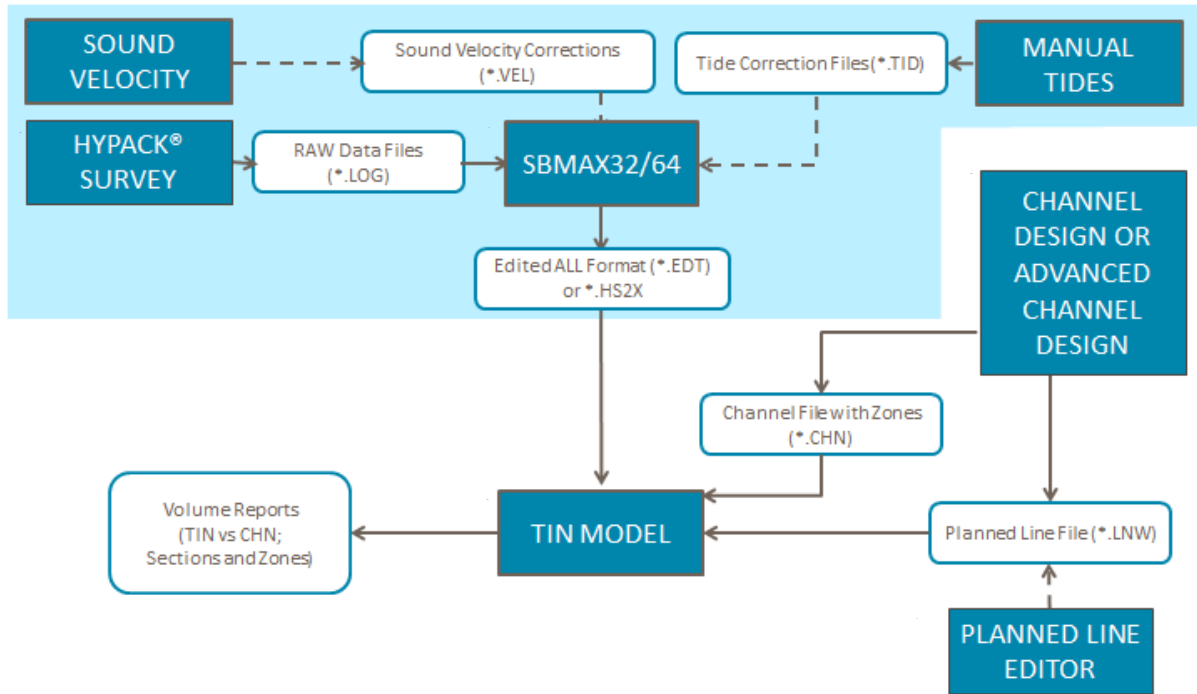 SOUND
VELOCITY
Sound Velocity Corrections
(*.VEL)
Tide Correction Files(*.TID)
MANUAL
TIDES
HYPACK®
SURVEY
RAW Data Files
(*.LOG)
SBMAX32/64
CHANNEL
DESIGN OR
ADVANCED
CHANNEL
DESIGN
Edited ALL Format (*.EDT)
or *.HS2X
Channel File with Zones
(*.CHN)
Volume Reports
(TIN vs CHN;
Sections and Zones)
TIN MODEL
Planned Line File (*.LNW)
PLANNED LINE
EDITOR